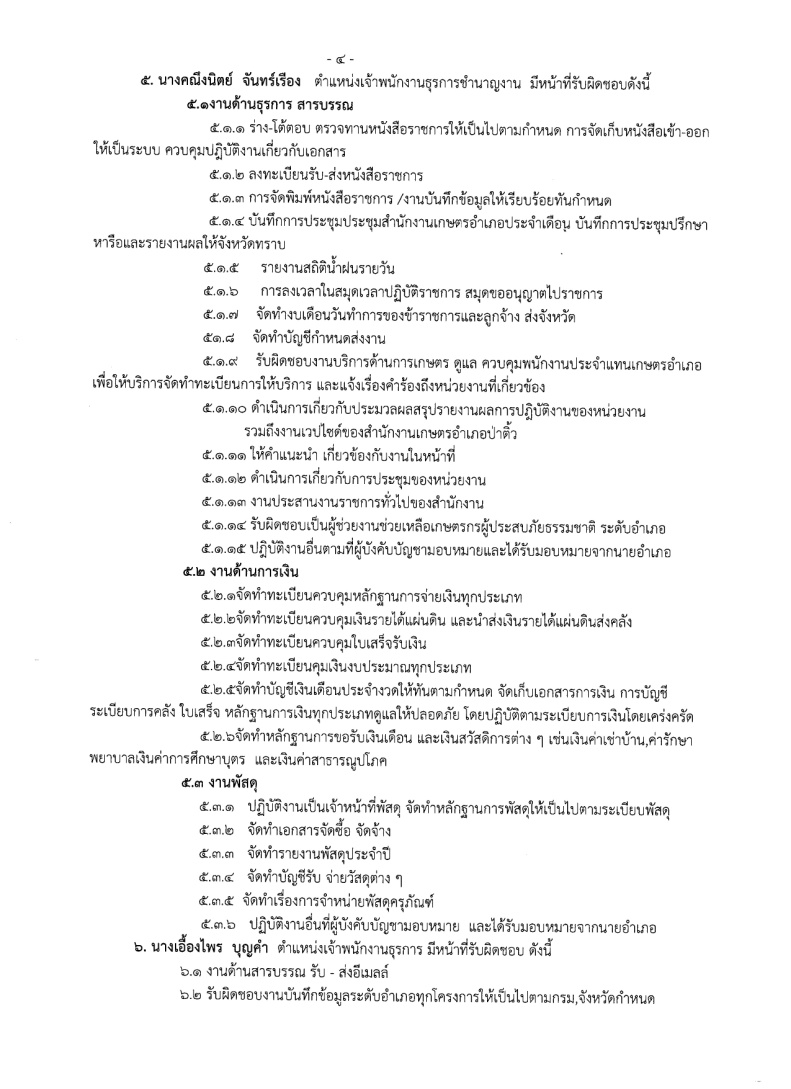 - ๔ -
๕. นางคณึงนิตย์ จันทร์เรือง ตำแหน่งเจ้าพนักงานธุรการชำนาญงาน มีหน้าที่รับผิดชอบดังนี้
๕.๑งานด้านธุรการ สารบรรณ
๕.๑.๑ ร่าง-โต้ตอบ ตรวจทานหนังสือราชการให้เป็นไปตามกำหนด การจัดเก็บหนังสือเข้า-ออก
ให้เป็นระบบ ควบคุมปฎิบัติงานเกี่ยวกับเอกสาร
๕.๑.๒ ลงทะเบียนรับ-ส่งหนังสือราชการ
๕.๑.๓ การจัดพิมพ์หนังสือราชการ /งานบันทึกข้อมูลให้เรียบร้อยทันกำหนด
๕.๑.๔ บันทึกการประชุมประชุมสำนักงานเกษตรอำเภอประจำเดือน บันทึกการประชุมปรึกษา
หารือและรายงานผลให้จังหวัดทราบ
๕.๑.๕ รายงานสถิติน้ำฝนรายวัน
๕.๑.๖ การลงเวลาในสมุดเวลาปฏิบัติราชการ สมุดขออนุญาตไปราชการ
๕.๑.๗ จัดทำงบเดือนวันทำการของข้าราชการและลูกจ้าง ส่งจังหวัด
๕๑.๘ จัดทำบัญชีกำหนดส่งงาน
๕.๑.๙ รับผิดชอบงานบริการด้านการเกษตร ดูแล ควบคุมพนักงานประจำแทนเกษตรอำเภอ
เพื่อให้บริการจัดทำทะเบียนการให้บริการ และแจ้งเรื่องคำร้องถึงหน่วยงานที่เกี่ยวข้อง
๕.๑.๑๐ ดำเนินการเกี่ยวกับประมวลผลสรุปรายงานผลการปฏิบัติงานของหน่วยงาน
รวมถึงงานเวปไซด์ของสำนักงานเกษตรอำเภอป่าติ้ว
๕.๑.๑๑ ให้คำแนะนำ เกี่ยวข้องกับงานในหน้าที่
๕.๑.๑๒ ดำเนินการเกี่ยวกับการประชุมของหน่วยงาน
๕.๑.๑๓ งานประสานงานราชการทั่วไปของสำนักงาน
๕.๑.๑๔ รับผิดชอบเป็นผู้ช่วยงานช่วยเหลือเกษตรกรผู้ประสบภัยธรรมชาติ ระดับอำเภอ
๕.๑.๑๕ ปฏิบัติงานอื่นตามที่ผู้บังคับบัญชามอบหมายและได้รับมอบหมายจากนายอำเภอ
๕.๒ งานด้านการเงิน
๕.๒.๑จัดทำทะเบียนควบคุมหลักฐานการจ่ายเงินทุกประเภท
๕.๒.๒จัดทำทะเบียนควบคุมเงินรายได้แผ่นดิน และนำส่งเงินรายได้แผ่นดินส่งคลัง
๕.๒.๓จัดทำทะเบียนควบคุมใบเสร็จรับเงิน
๕.๒.๔จัดทำทะเบียนคุมเงินงบประมาณทุกประเภท
๕.๒.๕จัดทำบัญชีเงินเดือนประจำงวดให้ทันตามกำหนด จัดเก็บเอกสารการเงิน การบัญชี
ระเบียบการคลัง ใบเสร็จ หลักฐานการเงินทุกประเภทดูแลให้ปลอดภัย โดยปฏิบัติตามระเบียบการเงินโดยเคร่งครัด
๕.๒.๖จัดทำหลักฐานการขอรับเงินเดือน และเงินสวัสดิการต่าง ๆ เช่นเงินค่าเช่าบ้าน,ค่ารักษา
พยาบาลเงินค่าการศึกษาบุตร และเงินค่าสาธารณูปโภค
๕.๓ งานพัสดุ
๕.๓.๑ ปฏิบัติงานเป็นเจ้าหน้าที่พัสดุ จัดทำหลักฐานการพัสดุให้เป็นไปตามระเบียบพัสดุ
๕.๓.๒ จัดทำเอกสารจัดซื้อ จัดจ้าง
๕.๓.๓ จัดทำรายงานพัสดุประจำปี
๕.๓.๔ จัดทำบัญชีรับ จ่ายวัสดุต่าง ๆ
๕.๓.๕ จัดทำเรื่องการจำหน่ายพัสดุครุภัณฑ์
๕.๓.๖ ปฏิบัติงานอื่นที่ผู้บังคับบัญชามอบหมาย และได้รับมอบหมายจากนายอำเภอ
๖. นางเอื้องไพร บุญคำ ตำแหน่งเจ้าพนักงานธุรการ มีหน้าที่รับผิดชอบ ดังนี้
๖.๑ งานด้านสารบรรณ รับ - ส่งอีเมลล์
๖.๒ รับผิดชอบงานบันทึกข้อมูลระดับอำเภอทุกโครงการให้เป็นไปตามกรม,จังหวัดกำหนด